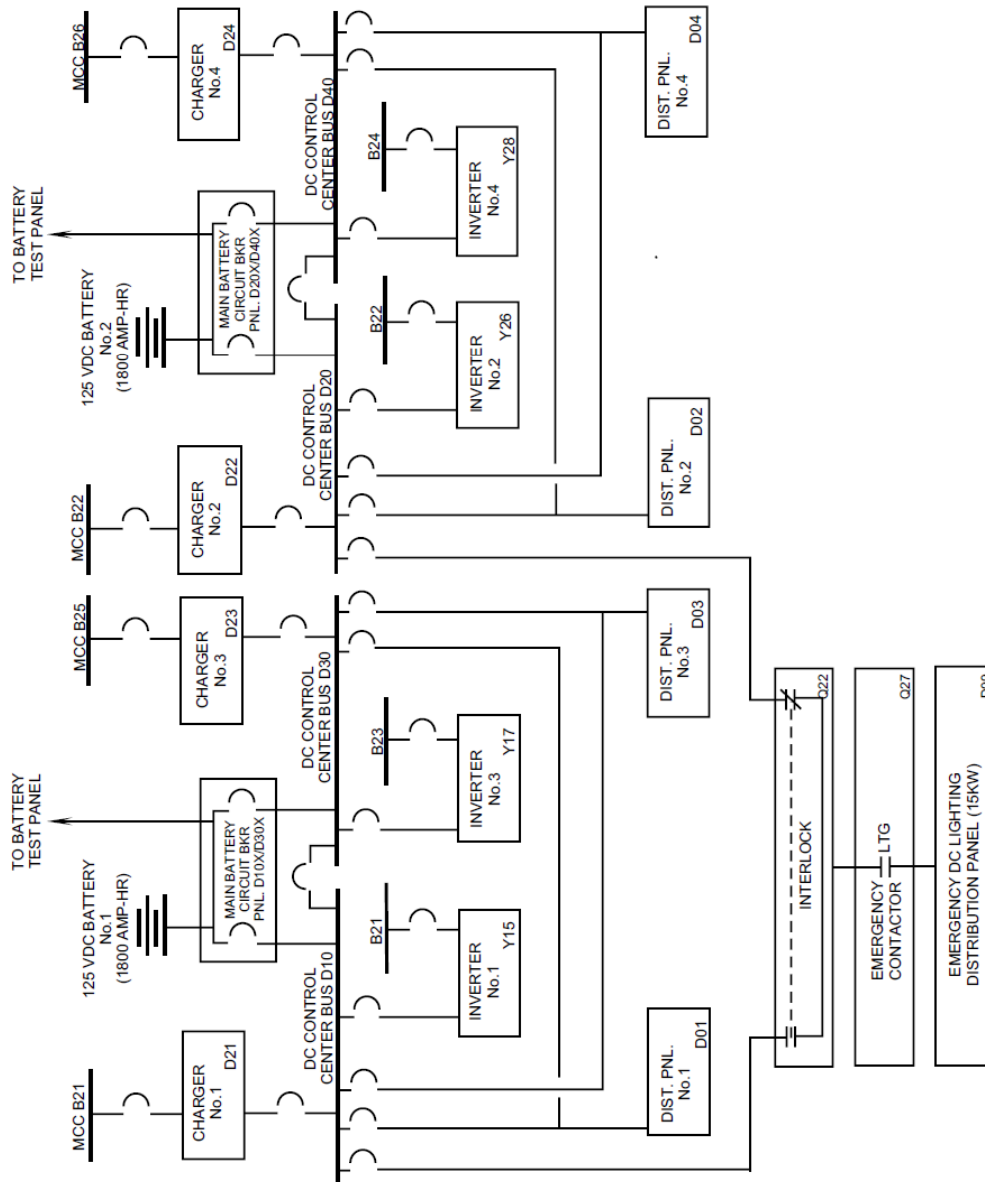 TO BATTERY
TEST PANEL
TO BATTERY
TEST PANEL
MCC B21
125 VDC BATTERY
No.1
(1800 AMP-HR)
MCC B25
MCC B22
125 VDC BATTERY
No.2
(1800 AMP-HR)
MCC B26
CHARGER
No.1
D21
MAIN BATTERY
CIRCUIT BKR
PNL. D10X/D30X
CHARGER
No.3
D23
CHARGER
No.2
D22
MAIN BATTERY
CIRCUIT BKR
PNL. D20X/D40X
CHARGER
No.4
D24
DC CONTROL
CENTER BUS D10
DC CONTROL
CENTER BUS D30
DC CONTROL
CENTER BUS D20
DC CONTROL
CENTER BUS D40
B21
B23
B22
B24
INVERTER
No.1
Y15
INVERTER
No.3
Y17
INVERTER
No.2
Y26
INVERTER
No.4
Y28
DIST. PNL.
No.1
D01
DIST. PNL.
No.3
D03
DIST. PNL.
No.2
D02
DIST. PNL.
No.4
D04
INTERLOCK
Q22
EMERGENCY LTG
CONTACTOR
Q27
EMERGENCY DC LIGHTING
DISTRIBUTION PANEL (15KW)